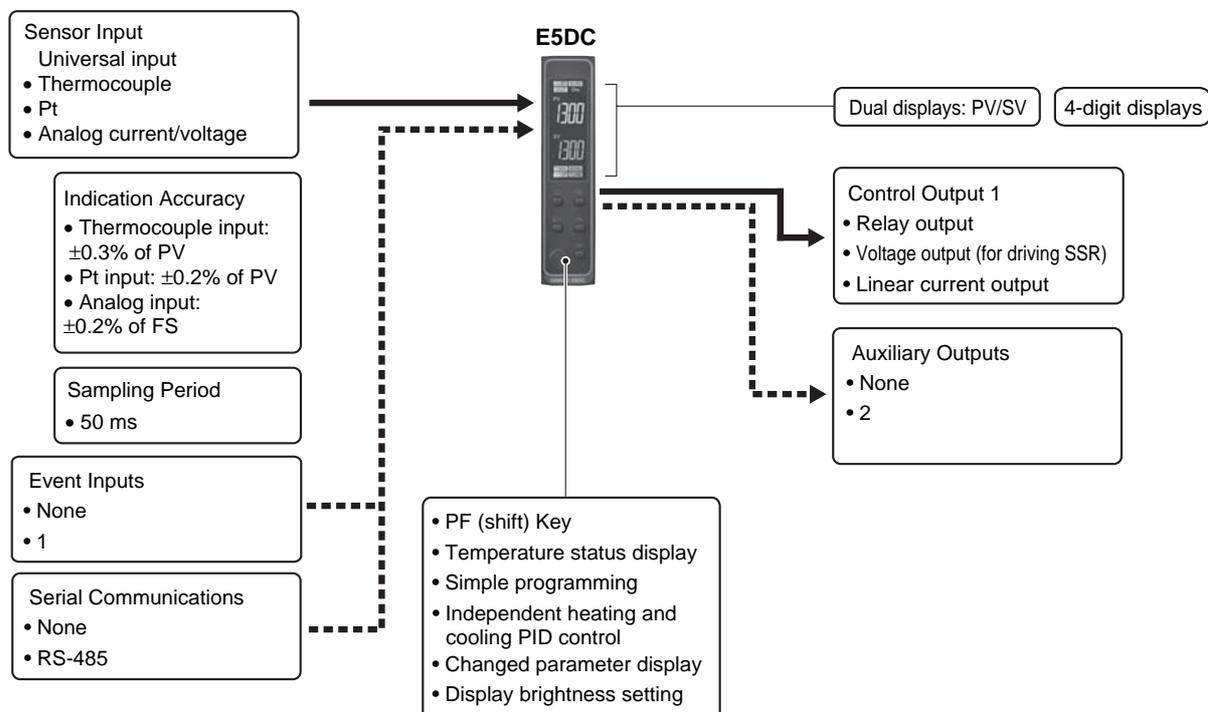 E5DC
Sensor Input
Universal input
• Thermocouple
• Pt
• Analog current/voltage
Indication Accuracy
• Thermocouple input:
±0.3% of PV
• Pt input: ±0.2% of PV
• Analog input:
±0.2% of FS
Sampling Period
• 50 ms
Event Inputs
• None
• 1
Serial Communications
• None
• RS-485
PV
1300
SV
1300
• PF (shift) Key
• Temperature status display
• Simple programming
• Independent heating and
cooling PID control
• Changed parameter display
• Display brightness setting
Dual displays: PV/SV
4-digit displays
Control Output 1
• Relay output
• Voltage output (for driving SSR)
• Linear current output
Auxiliary Outputs
• None
• 2